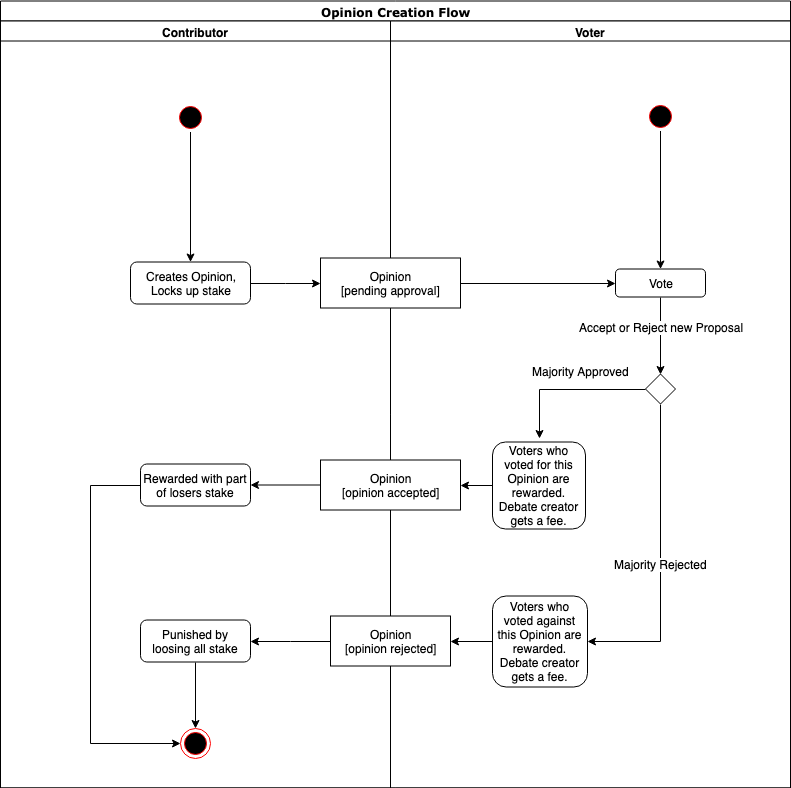 Opinion Creation Flow
Contributor
Voter
Creates Opinion,
Locks up stake
Opinion
[pending approval]
Vote
Accept or Reject new Proposal
Majority Approved
Voters who
voted for this
Opinion are
rewarded.
Debate creator
gets a fee.
Opinion
[opinion accepted]
Rewarded with part
of losers stake
Majority Rejected
Voters who
voted against
this Opinion are
rewarded.
Debate creator
gets a fee.
Opinion
[opinion rejected]
Punished by
loosing all stake